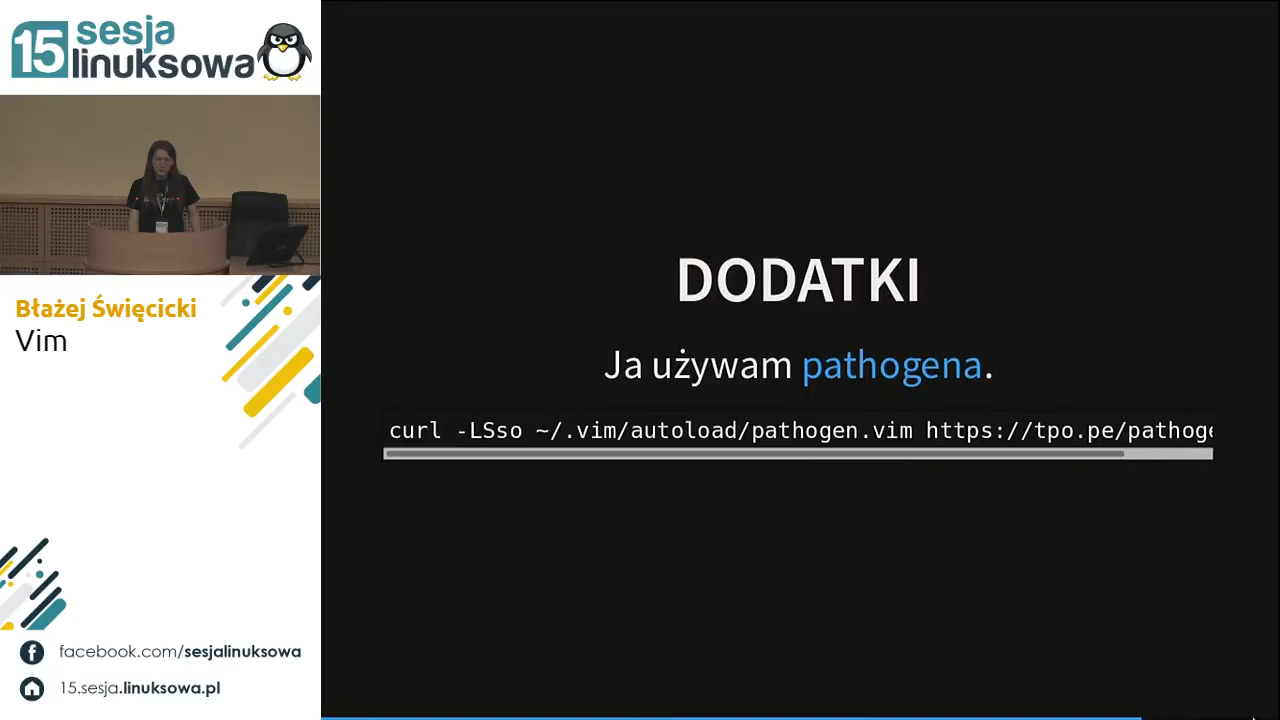 15 sesja
linuksowa
Błażej Święcicki
Vim
facebook.com/sesjalinuksowa
15.sesja.linuksowa.pl
DODATKI
Ja używam pathogena.
curl -LSso ~/.vim/autoload/pathogen.vim https://tpo.pe/pathoge